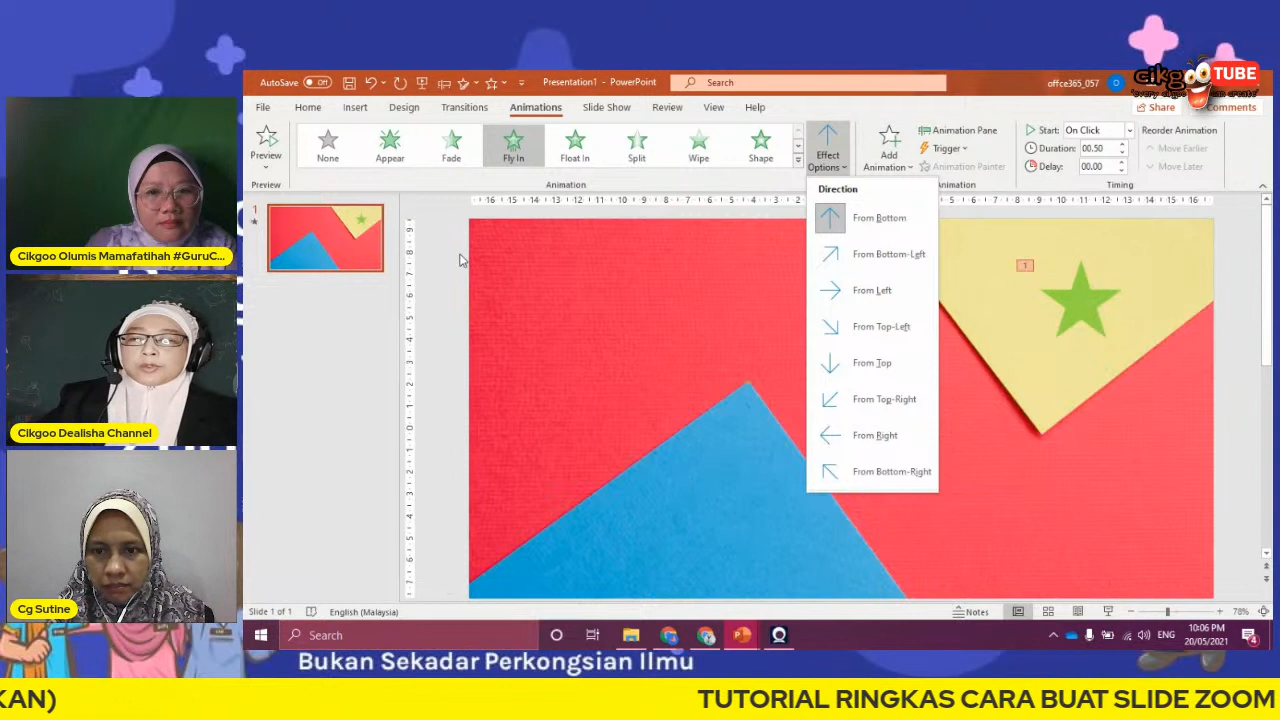 cikgoo TUBE
AutoSave Off Presentation1 - PowerPoint Search offce365_057
File Home Insert Design Transitions Animations Slide Show Review View Help Share Comments
Preview
None Appear Fade Fly In Float In Split Wipe Shape
Effect Options
Add Animation
Animation Pane
Trigger
Animation Painter
Start: On Click
Duration: 00.50
Delay: 00.00
Reorder Animation
Move Earlier
Move Later
Preview Animation Timing
Direction
From Bottom
From Bottom-Left
From Left
From Top-Left
From Top
From Top-Right
From Right
From Bottom-Right
1
1
Cikgoo Olumis Mamafatihah #GuruC...
Cikgoo Dealisha Channel
Cg Sutine
Slide 1 of 1 English (Malaysia) Notes 78%
Search ENG 10:06 PM
20/05/2021
4
Bukan Sekadar Perkongsian Ilmu
KAN) TUTORIAL RINGKAS CARA BUAT SLIDE ZOOM